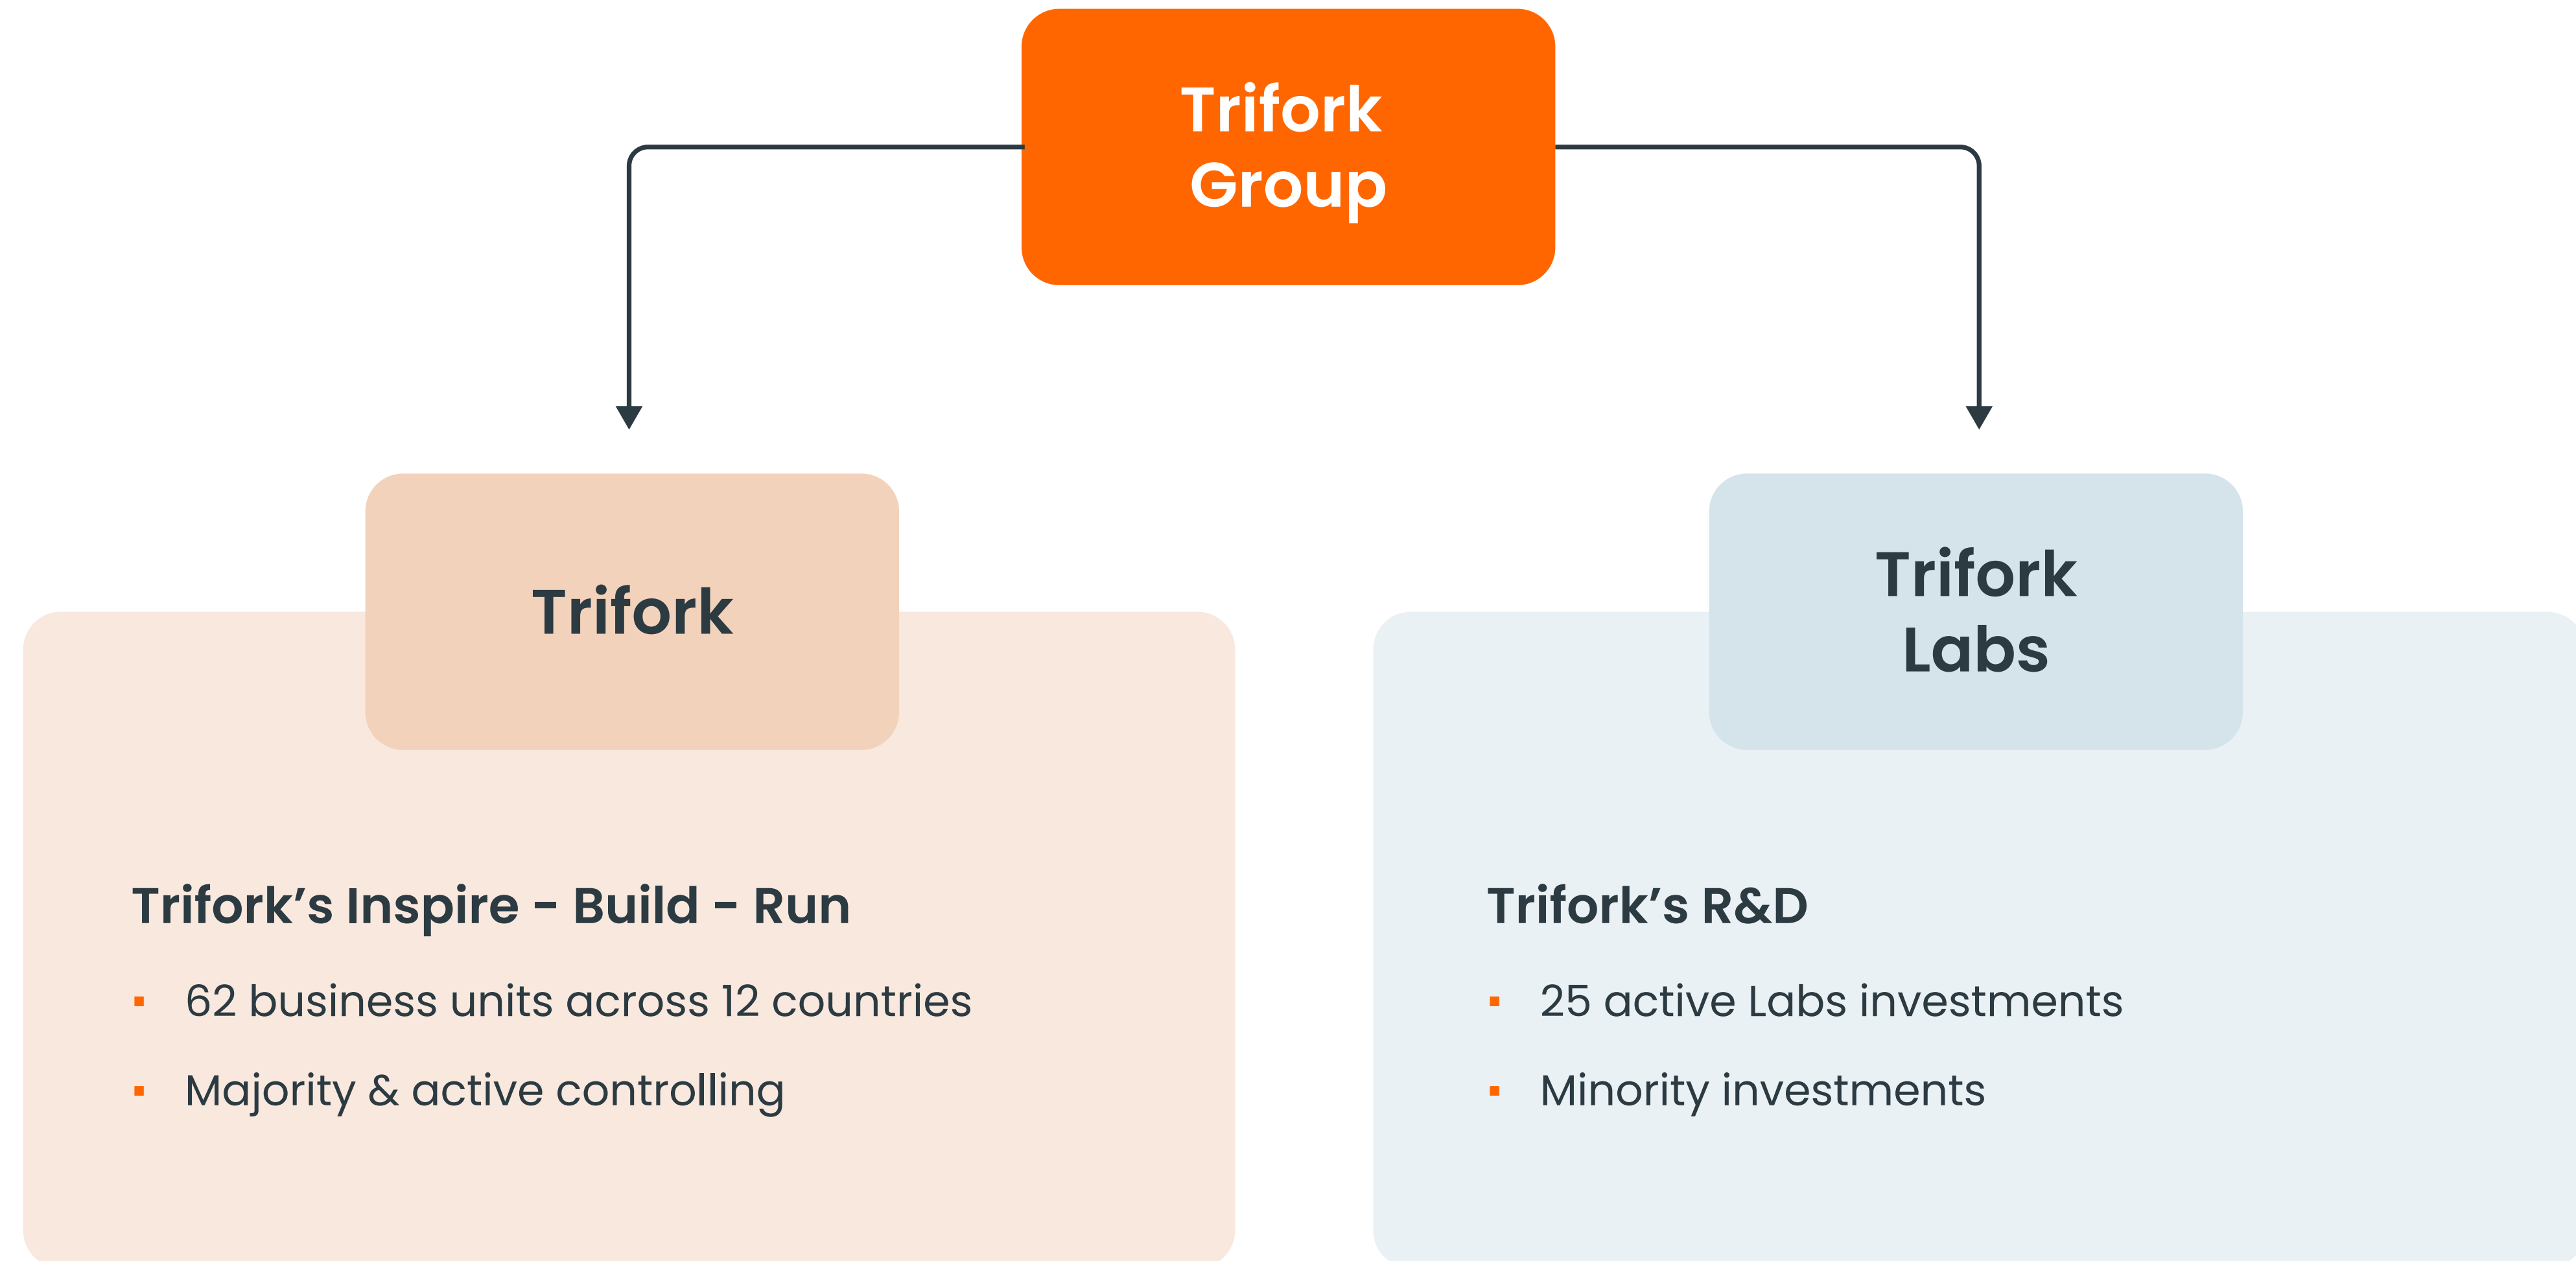 Trifork
Group
Trifork
Trifork’s Inspire - Build - Run
▪ 62 business units across 12 countries
▪ Majority & active controlling
Trifork
Labs
Trifork’s R&D
▪ 25 active Labs investments
▪ Minority investments